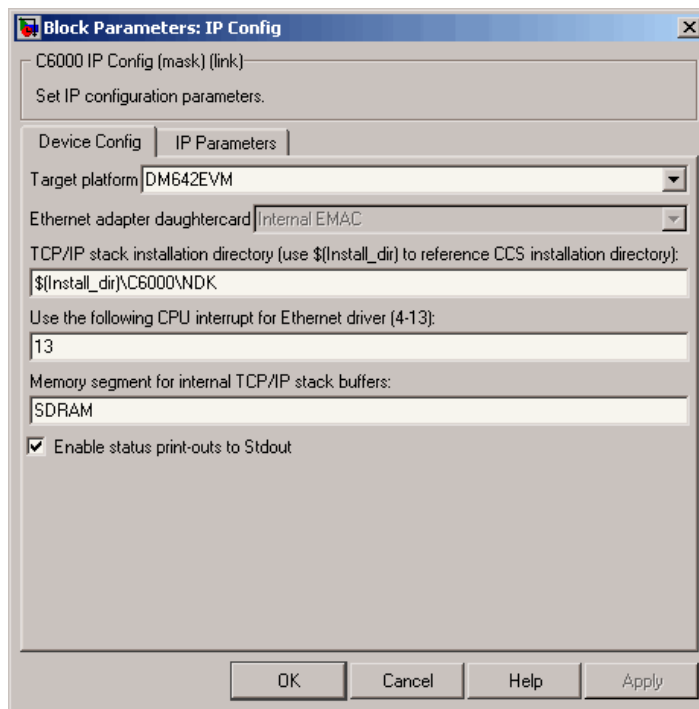 Block Parameters: IP Config
C6000 IP Config (mask) (link)
Set IP configuration parameters.
Device Config
IP Parameters
Target platform DM642EVM
Ethernet adapter daughtercard Internal EMAC
TCP/IP stack installation directory (use $(Install_dir) to reference CCS installation directory):
$(Install_dir)\C6000\NDK
Use the following CPU interrupt for Ethernet driver (4-13):
13
Memory segment for internal TCP/IP stack buffers:
SDRAM
Enable status print-outs to Stdout
OK
Cancel
Help
Apply